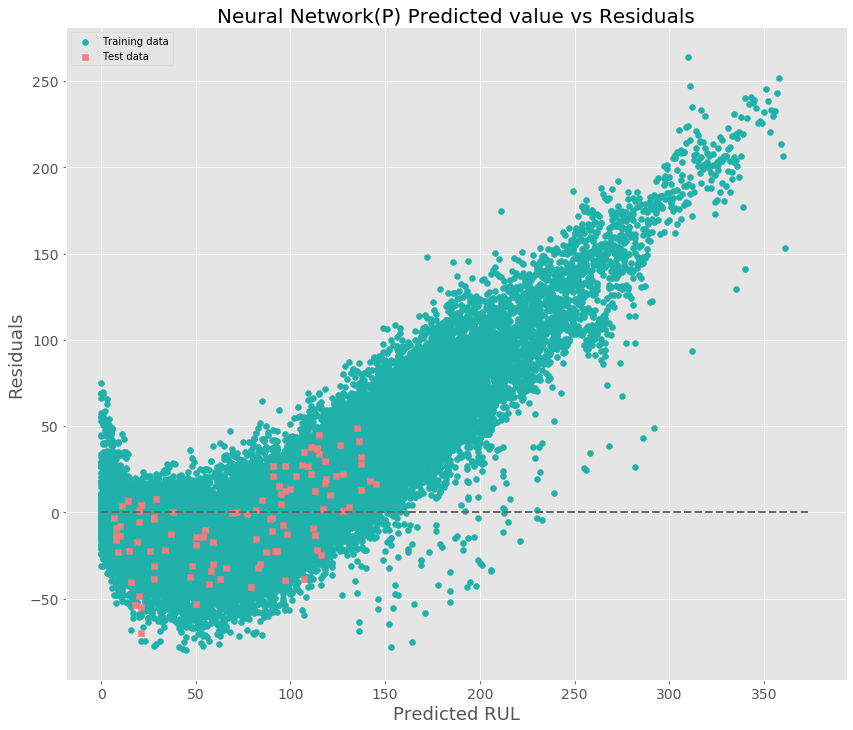 Neural Network(P) Predicted value vs Residuals
Training data
Test data
250
200
150
100
50
0
−50
Residuals
0 50 100 150 200 250 300 350
Predicted RUL